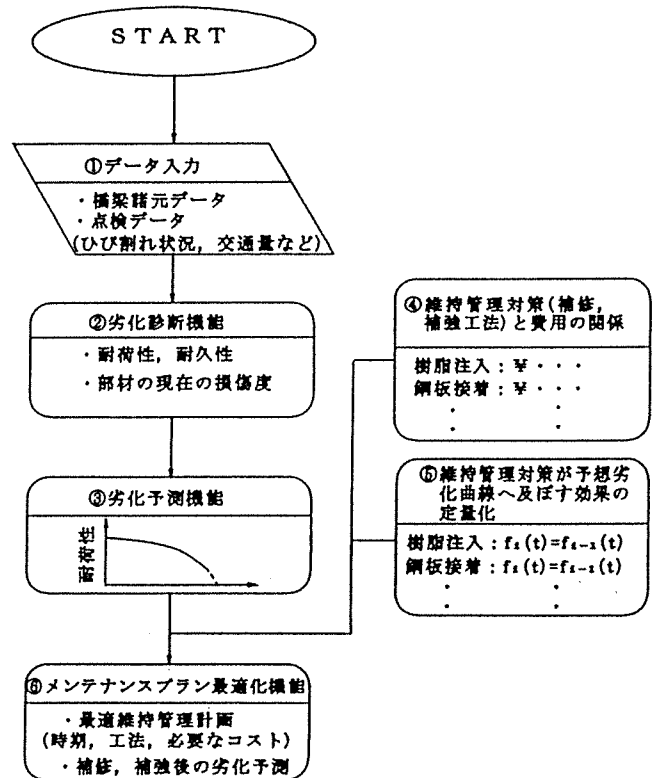 START
①データ入力
・橋梁諸元データ
・点検データ
(ひび割れ状況，交通量など)
②劣化診断機能
・耐荷性，耐久性
・部材の現在の損傷度
③劣化予測機能
耐荷性
④維持管理対策(補修，
補強工法)と費用の関係
樹脂注入：¥・・・
鋼板接着：¥・・・
・　・
・　・
⑤維持管理対策が予想劣
化曲線へ及ぼす効果の
定量化
樹脂注入：
鋼板接着：
・　・
・　・
⑥メンテナンスプラン最適化機能
・最適維持管理計画
(時期，工法，必要なコスト)
・補修，補強後の劣化予測